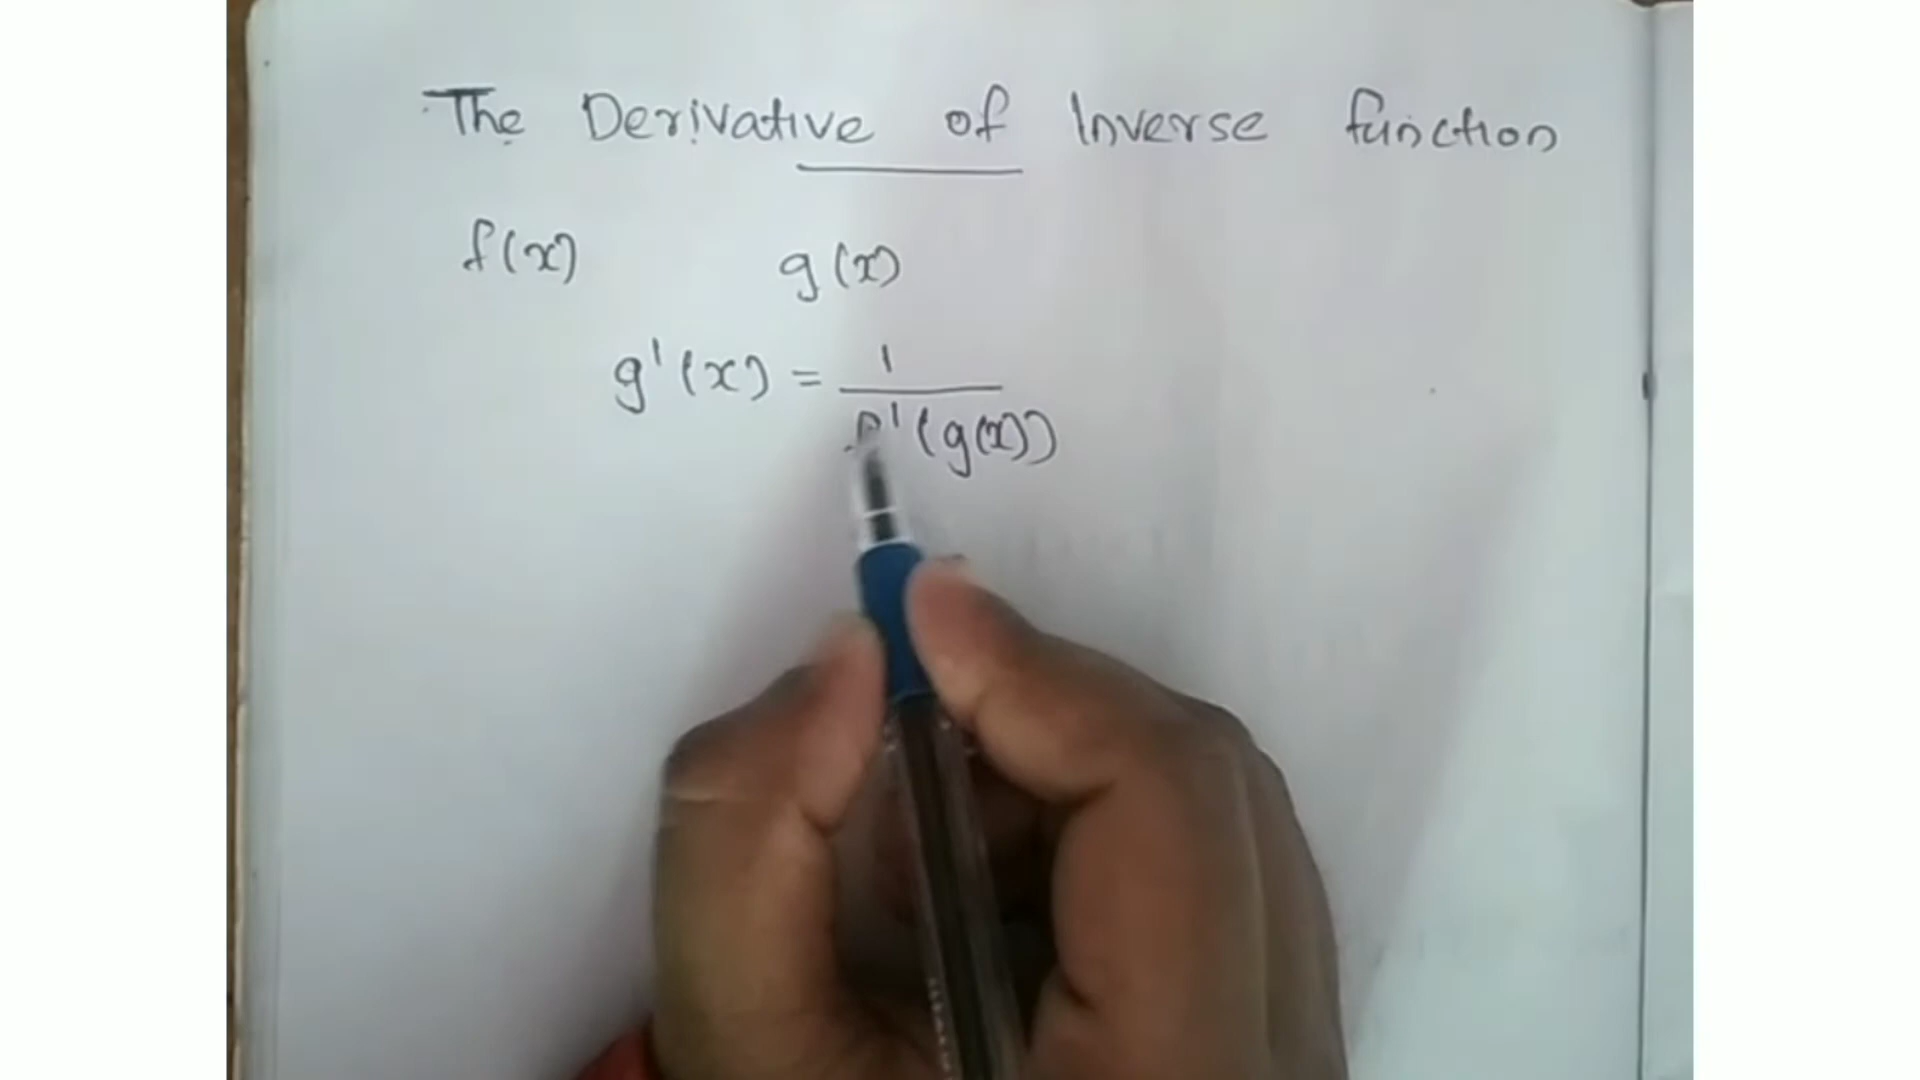 The Derivative of Inverse function
f(x) g(x)
g'(x) = 1/f'(g(x))